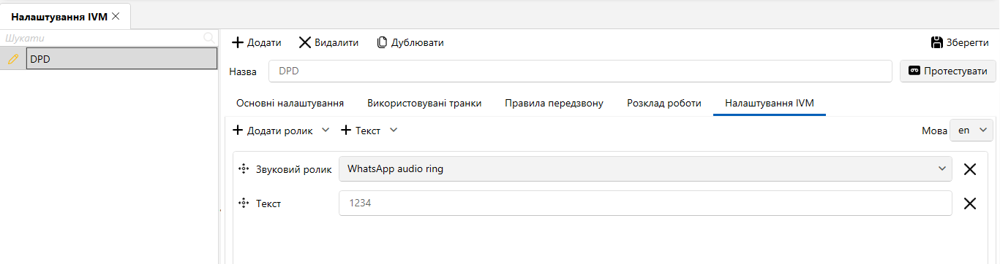 Налаштування IVM
Шукати
DPD
Додати Видалити Дублювати Зберегти
Назва DPD Протестувати
Основні налаштування Використовувані транки Правила передзвону Розклад роботи Налаштування IVM
Додати ролик Текст Мова en
Звуковий ролик WhatsApp audio ring
Текст 1234